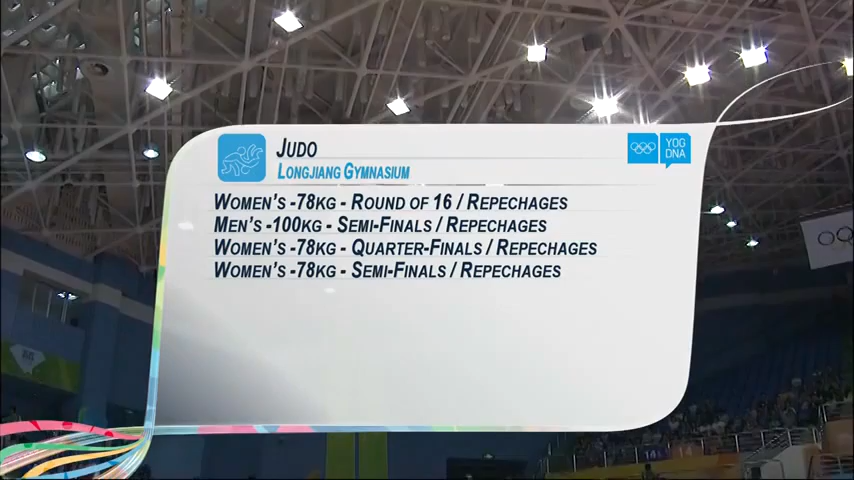 JUDO
LONGJIANG GYMNASIUM
YOG
DNA
WOMEN'S -78KG - ROUND OF 16 / REPECHAGES
MEN'S -100KG - SEMI-FINALS / REPECHAGES
WOMEN'S -78KG - QUARTER-FINALS / REPECHAGES
WOMEN'S -78KG - SEMI-FINALS / REPECHAGES